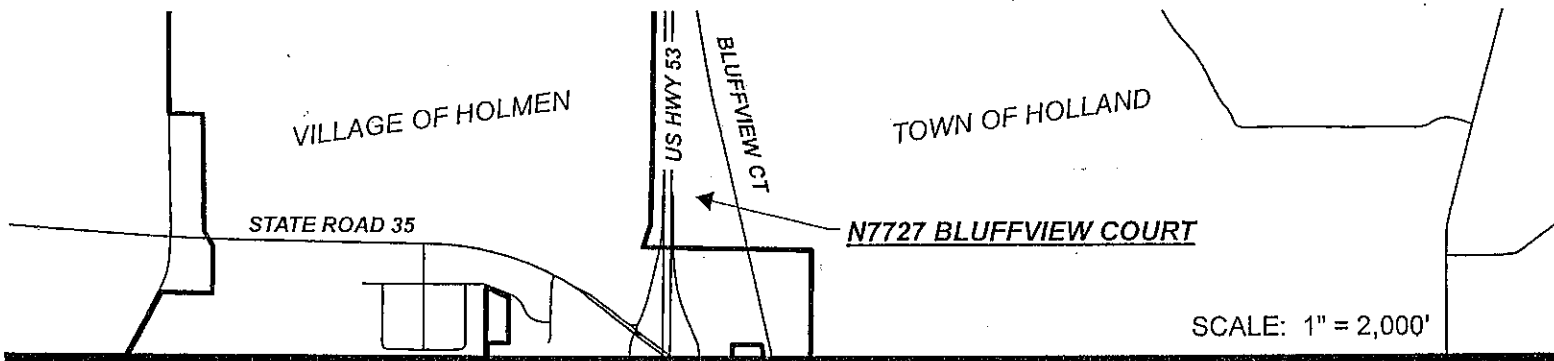 VILLAGE OF HOLMEN
US HWY 53
BLUFFVIEW CT
TOWN OF HOLLAND
STATE ROAD 35
N7727 BLUFFVIEW COURT
SCALE: 1" = 2,000'